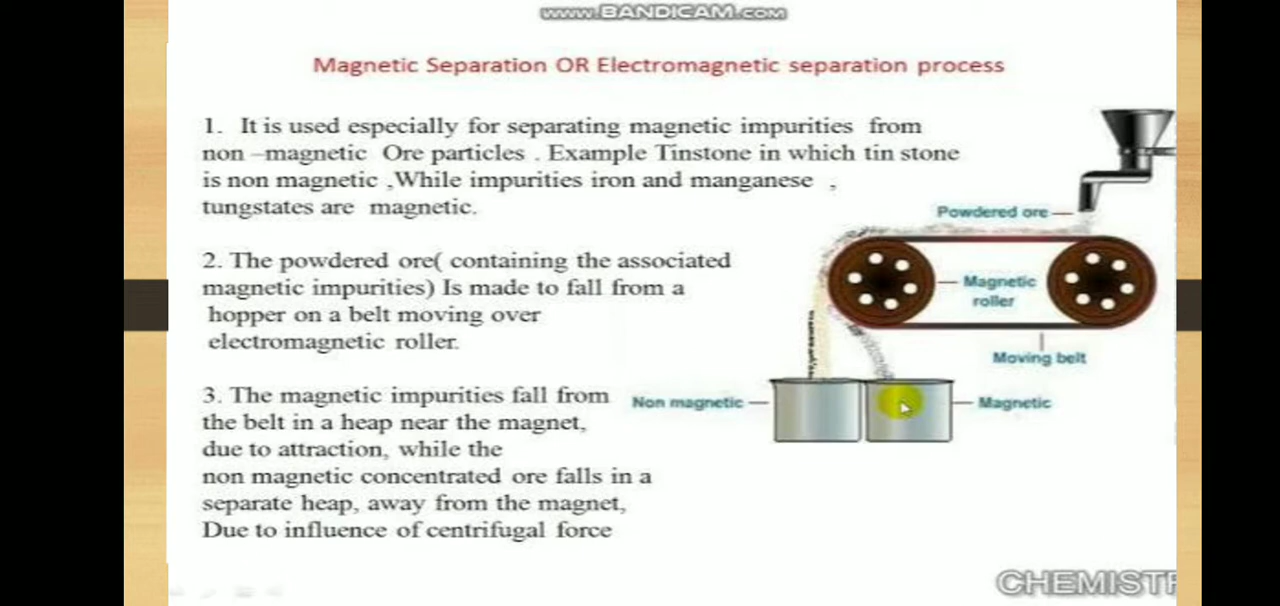 www.BANDICAM.com
Magnetic Separation OR Electromagnetic separation process
1. It is used especially for separating magnetic impurities from
non –magnetic Ore particles . Example Tinstone in which tin stone
is non magnetic ,While impurities iron and manganese ,
tungstates are magnetic.
Powdered ore
2. The powdered ore( containing the associated
magnetic impurities) Is made to fall from a
hopper on a belt moving over
electromagnetic roller.
Magnetic
roller
Moving belt
3. The magnetic impurities fall from
the belt in a heap near the magnet,
due to attraction, while the
non magnetic concentrated ore falls in a
separate heap, away from the magnet,
Due to influence of centrifugal force
Non magnetic
Magnetic